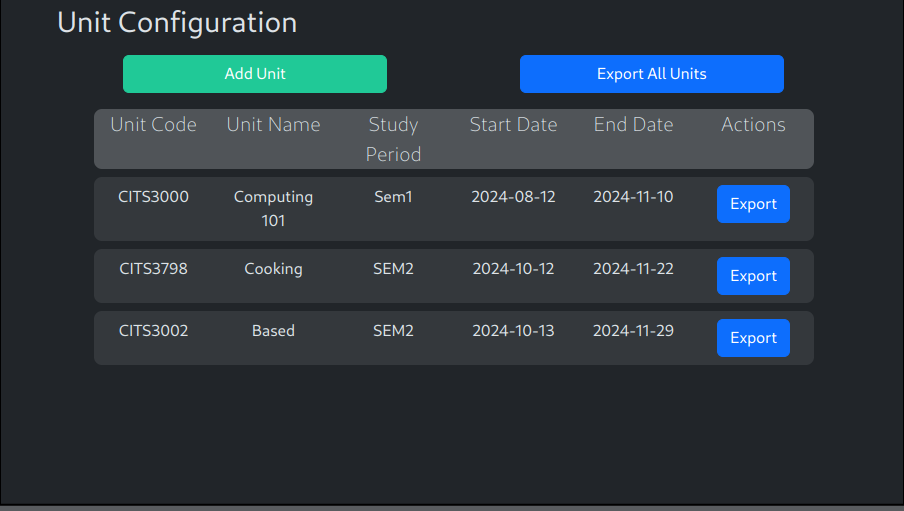 Unit Configuration
Add Unit Export All Units
Unit Code Unit Name Study Period Start Date End Date Actions
CITS3000 Computing 101 Sem1 2024-08-12 2024-11-10 Export
CITS3798 Cooking SEM2 2024-10-12 2024-11-22 Export
CITS3002 Based SEM2 2024-10-13 2024-11-29 Export